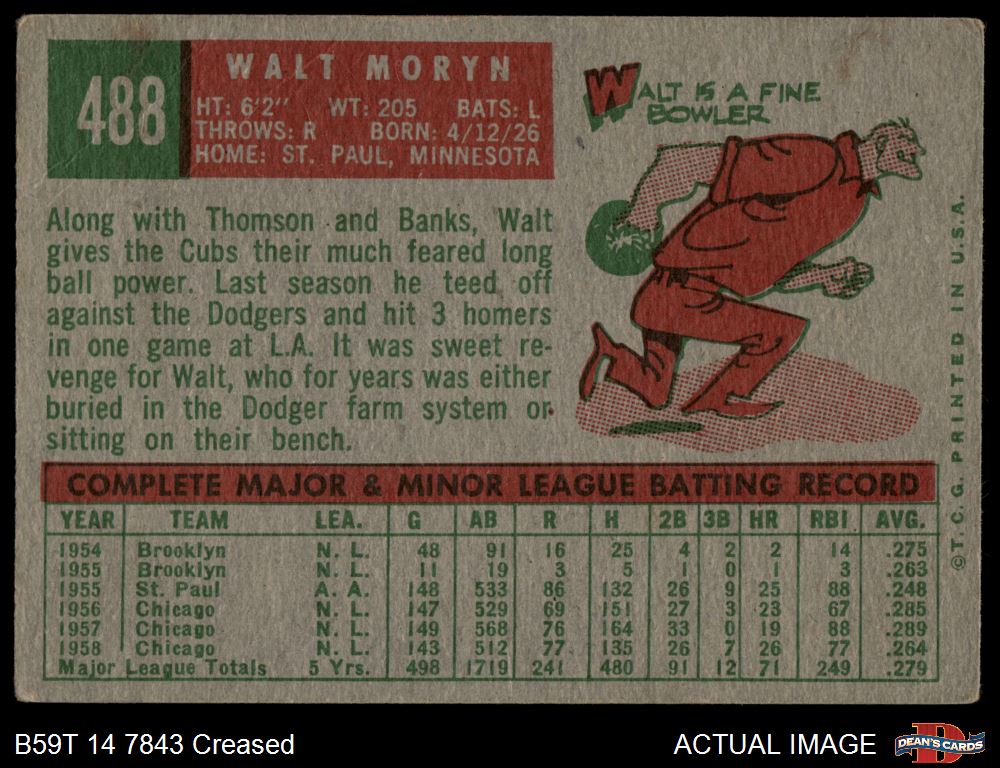 488
WALT MORYN
HT: 6'2" WT: 205 BATS: L
THROWS: R BORN: 4/12/26
HOME: ST. PAUL, MINNESOTA
WALT IS A FINE
BOWLER
Along with Thomson and Banks, Walt
gives the Cubs their much feared long
ball power. Last season he teed off
against the Dodgers and hit 3 homers
in one game at L.A. It was sweet re-
venge for Walt, who for years was either
buried in the Dodger farm system or
sitting on their bench.
COMPLETE MAJOR & MINOR LEAGUE BATTING RECORD
YEAR TEAM LEA. G AB R H 2B 3B HR RBI AVG.
1954 Brooklyn N. L. 48 91 16 25 4 2 2 14 .275
1955 Brooklyn N. L. 11 19 3 5 1 0 1 3 .263
1955 St. Paul A. A. 148 533 86 132 26 9 25 88 .248
1956 Chicago N. L. 147 529 69 151 27 3 23 67 .285
1957 Chicago N. L. 149 568 76 164 33 0 19 88 .289
1958 Chicago N. L. 143 512 77 135 26 7 26 77 .264
Major League Totals 5 Yrs. 498 1719 241 480 91 12 71 249 .279
©T.C.G. PRINTED IN U.S.A.
B59T 14 7843 Creased
ACTUAL IMAGE
DEAN'S CARDS